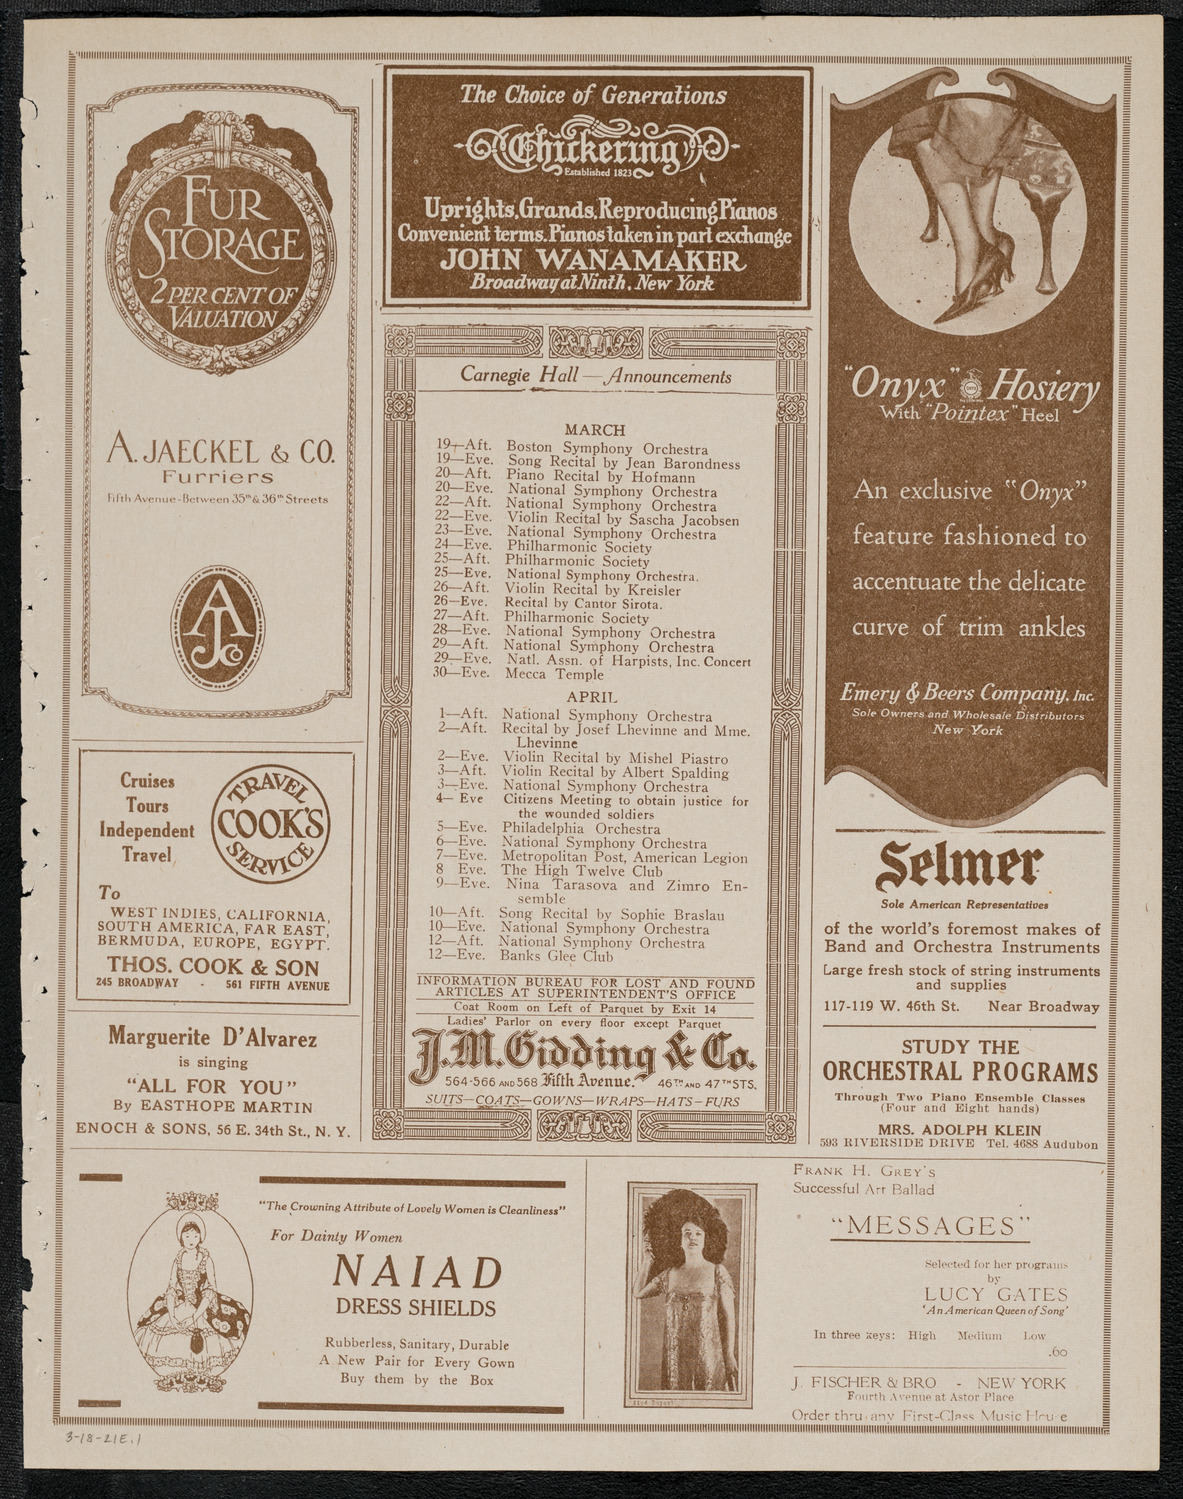 FUR
STORAGE
2 PER CENT OF
VALUATION
A. JAECKEL & CO.
Furriers
Fifth Avenue-Between 35th & 36th Streets
AJCo
Cruises
Tours
Independent
Travel
TRAVEL
COOK'S
SERVICE
To
WEST INDIES, CALIFORNIA,
SOUTH AMERICA, FAR EAST,
BERMUDA, EUROPE, EGYPT.
THOS. COOK & SON
245 BROADWAY - 561 FIFTH AVENUE
Marguerite D'Alvarez
is singing
"ALL FOR YOU"
By EASTHOPE MARTIN
ENOCH & SONS, 56 E. 34th St., N. Y.
The Choice of Generations
Chickering
Established 1823
Uprights, Grands, Reproducing Pianos
Convenient terms. Pianos taken in part exchange
JOHN WANAMAKER
Broadway at Ninth, New York
Carnegie Hall — Announcements
MARCH
19—Aft. Boston Symphony Orchestra
19—Eve. Song Recital by Jean Barondness
20—Aft. Piano Recital by Hofmann
20—Eve. National Symphony Orchestra
22—Aft. National Symphony Orchestra
22—Eve. Violin Recital by Sascha Jacobsen
23—Eve. National Symphony Orchestra
24—Eve. Philharmonic Society
25—Aft. Philharmonic Society
25—Eve. National Symphony Orchestra.
26—Aft. Violin Recital by Kreisler
26—Eve. Recital by Cantor Sirota.
27—Aft. Philharmonic Society
28—Eve. National Symphony Orchestra
29—Aft. National Symphony Orchestra
29—Eve. Natl. Assn. of Harpists, Inc. Concert
30—Eve. Mecca Temple
APRIL
1—Aft. National Symphony Orchestra
2—Aft. Recital by Josef Lhevinne and Mme.
Lhevinne
2—Eve. Violin Recital by Mishel Piastro
3—Aft. Violin Recital by Albert Spalding
3—Eve. National Symphony Orchestra
4— Eve Citizens Meeting to obtain justice for
the wounded soldiers
5—Eve. Philadelphia Orchestra
6—Eve. National Symphony Orchestra
7—Eve. Metropolitan Post, American Legion
8 Eve. The High Twelve Club
9—Eve. Nina Tarasova and Zimro En-
semble
10—Aft. Song Recital by Sophie Braslau
10—Eve. National Symphony Orchestra
12—Aft. National Symphony Orchestra
12—Eve. Banks Glee Club
INFORMATION BUREAU FOR LOST AND FOUND
ARTICLES AT SUPERINTENDENT'S OFFICE
Coat Room on Left of Parquet by Exit 14
Ladies' Parlor on every floor except Parquet
J. M. Gidding & Co.
564-566 AND 568 Fifth Avenue. 46TH AND 47TH STS.
SUITS—COATS—GOWNS—WRAPS—HATS—FURS
"Onyx" Hosiery
With "Pointex" Heel
An exclusive "Onyx"
feature fashioned to
accentuate the delicate
curve of trim ankles
Emery & Beers Company, Inc.
Sole Owners and Wholesale Distributors
New York
Selmer
Sole American Representatives
of the world's foremost makes of
Band and Orchestra Instruments
Large fresh stock of string instruments
and supplies
117-119 W. 46th St. Near Broadway
STUDY THE
ORCHESTRAL PROGRAMS
Through Two Piano Ensemble Classes
(Four and Eight hands)
MRS. ADOLPH KLEIN
593 RIVERSIDE DRIVE Tel. 4688 Audubon
"The Crowning Attribute of Lovely Women is Cleanliness"
For Dainty Women
NAIAD
DRESS SHIELDS
Rubberless, Sanitary, Durable
A New Pair for Every Gown
Buy them by the Box
FRANK H. GREY'S
Successful Art Ballad
"MESSAGES"
Selected for her programs
by
LUCY GATES
'An American Queen of Song'
In three keys: High Medium Low
.60
J. FISCHER & BRO - NEW YORK
Fourth Avenue at Astor Place
Order thru any First-Class Music House
3-18-21E.1